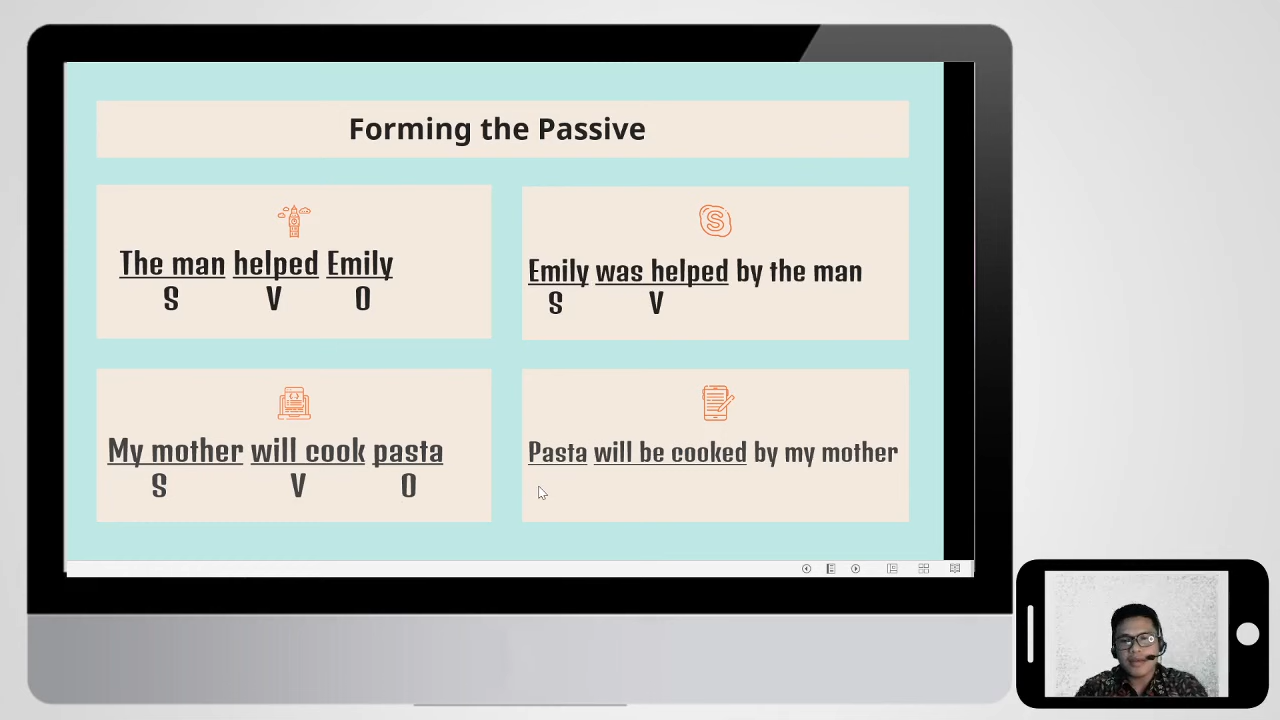 Forming the Passive
The man helped Emily
S V O
Emily was helped by the man
S V
My mother will cook pasta
S V O
Pasta will be cooked by my mother